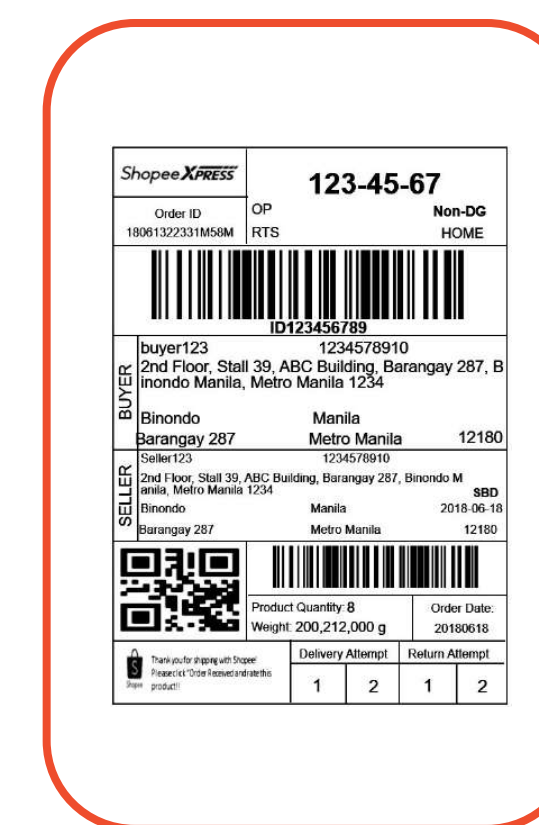 Shopee XPRESS
123-45-67
Order ID
18061322331M58M
OP
Non-DG
RTS
HOME
ID123456789
BUYER
buyer123 1234578910
2nd Floor, Stall 39, ABC Building, Barangay 287, B
inondo Manila, Metro Manila 1234
Binondo Manila
Barangay 287 Metro Manila 12180
SELLER
Seller123 1234578910
2nd Floor, Stall 39, ABC Building, Barangay 287, Binondo M
anila, Metro Manila 1234
SBD
Binondo Manila 2018-06-18
Barangay 287 Metro Manila 12180
Product Quantity: 8
Weight: 200,212,000 g
Order Date:
20180618
S
Shopee
Thank you for shipping with Shopee!
Please click "Order Received and rate this
product!!
Delivery Attempt
Return Attempt
1 2 1 2